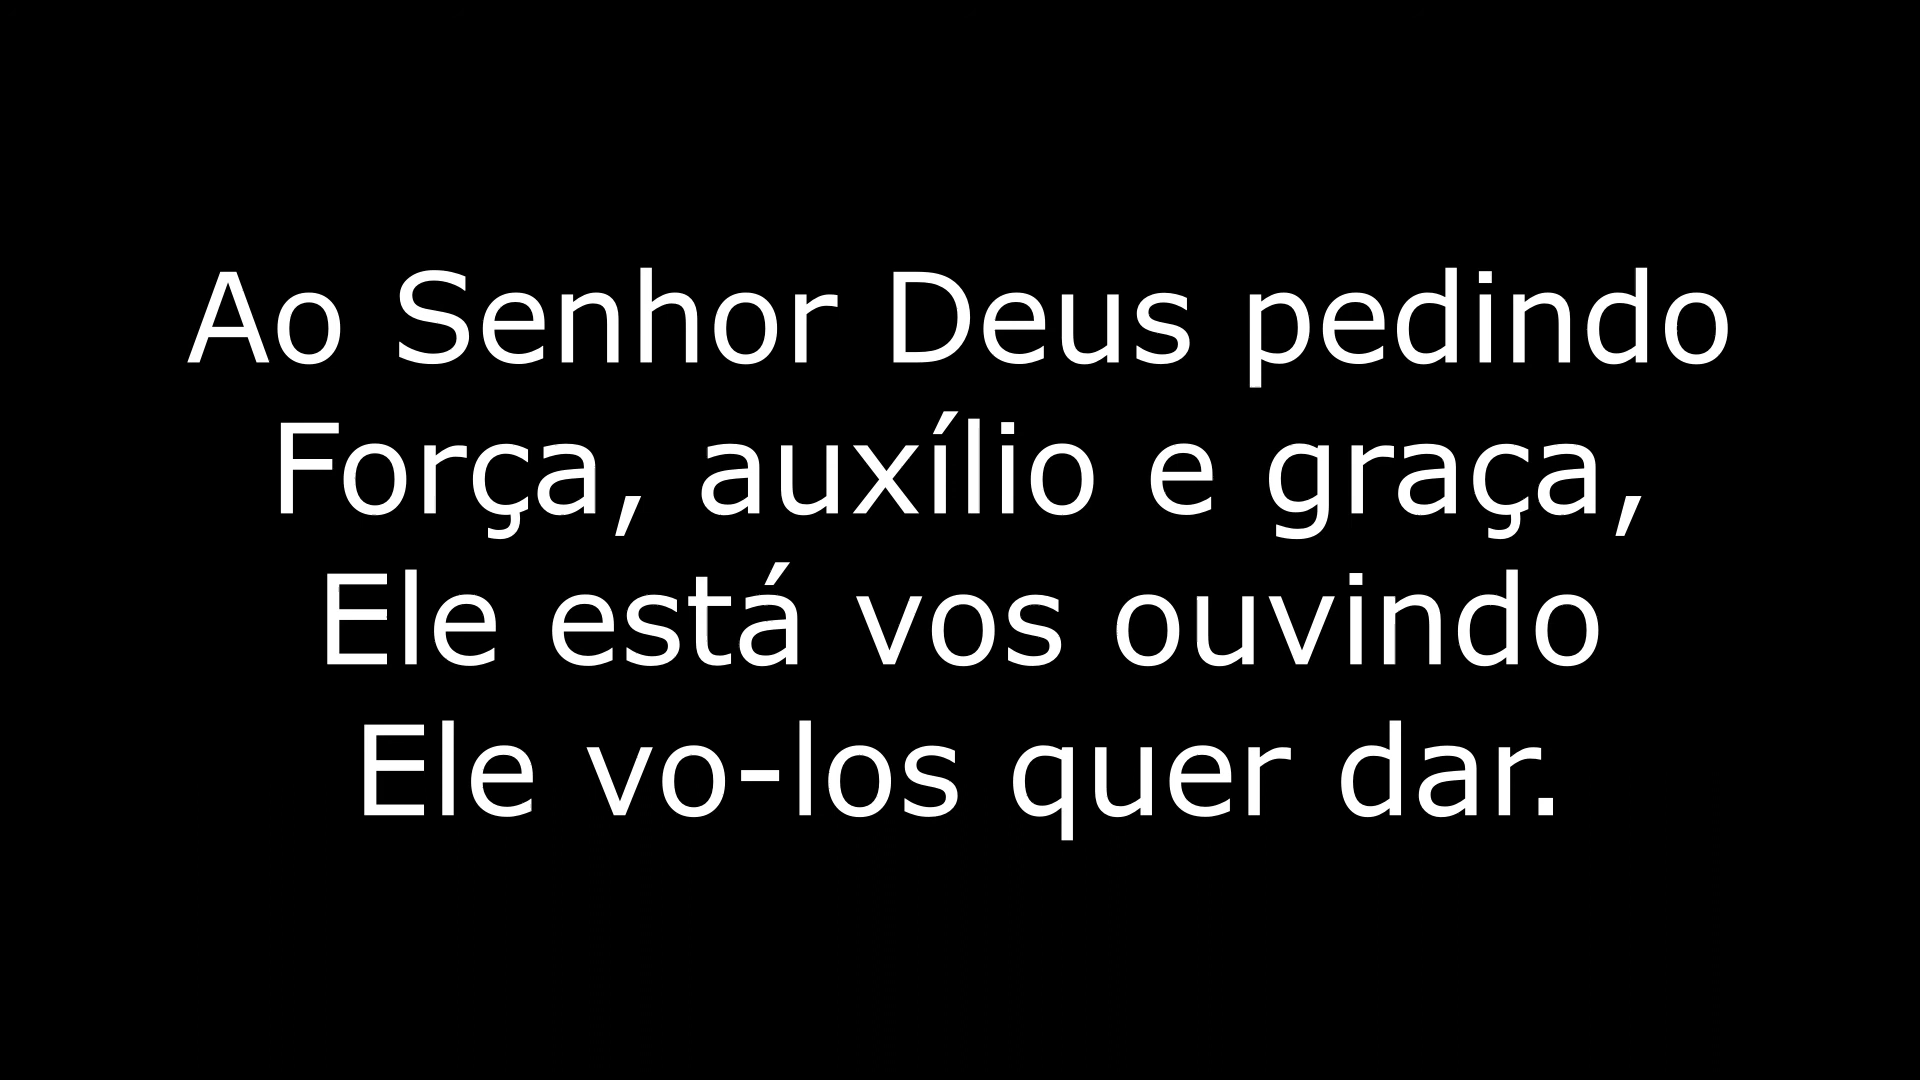 Ao Senhor Deus pedindo
Força, auxílio e graça,
Ele está vos ouvindo
Ele vo-los quer dar.